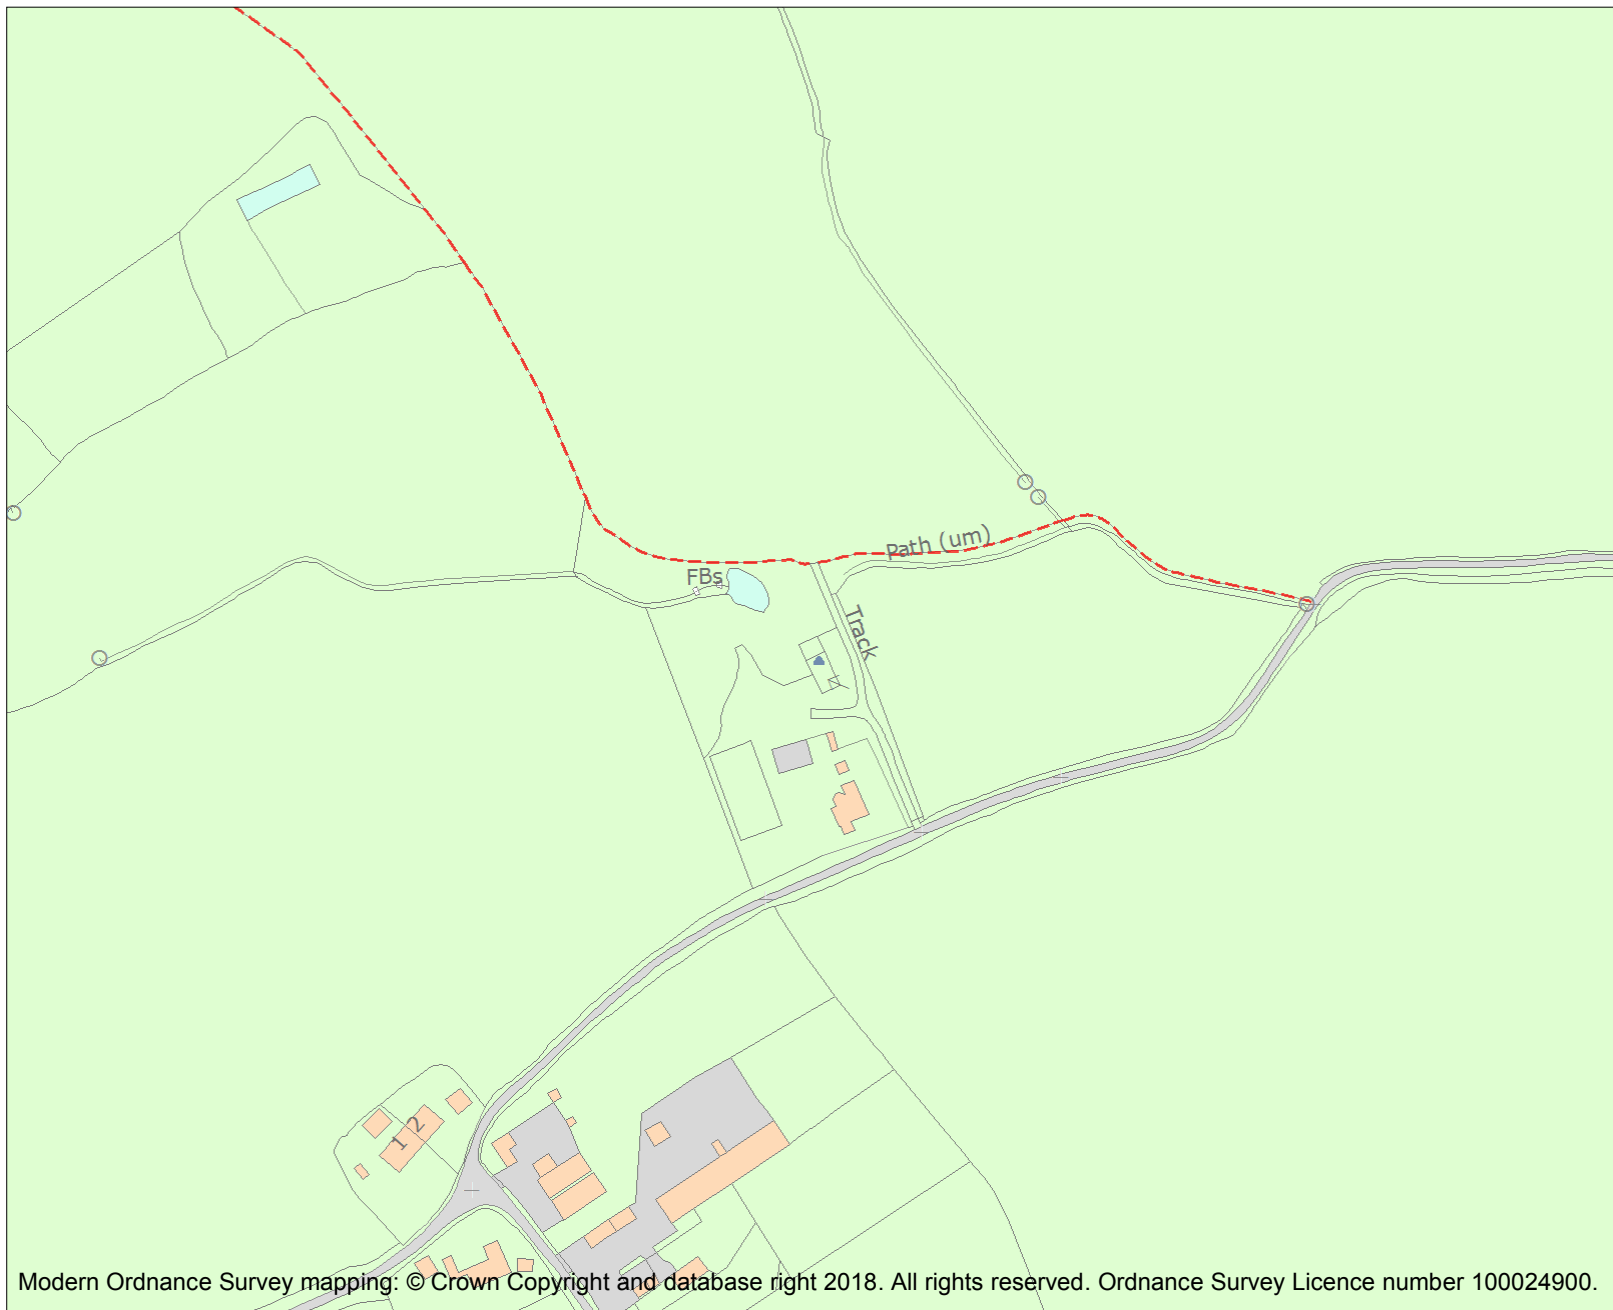 Path (um)
FBs
Track
1 2
Modern Ordnance Survey mapping: © Crown Copyright and database right 2018. All rights reserved. Ordnance Survey Licence number 100024900.